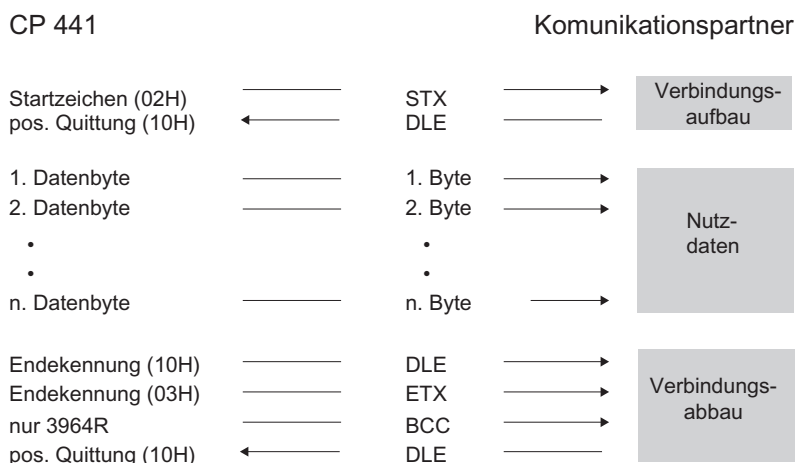 CP 441 Komunikationspartner
Startzeichen (02H) STX Verbindungs-
pos. Quittung (10H) DLE aufbau
1. Datenbyte 1. Byte
2. Datenbyte 2. Byte Nutz-
• • daten
• •
n. Datenbyte n. Byte
Endekennung (10H) DLE
Endekennung (03H) ETX Verbindungs-
nur 3964R BCC abbau
pos. Quittung (10H) DLE